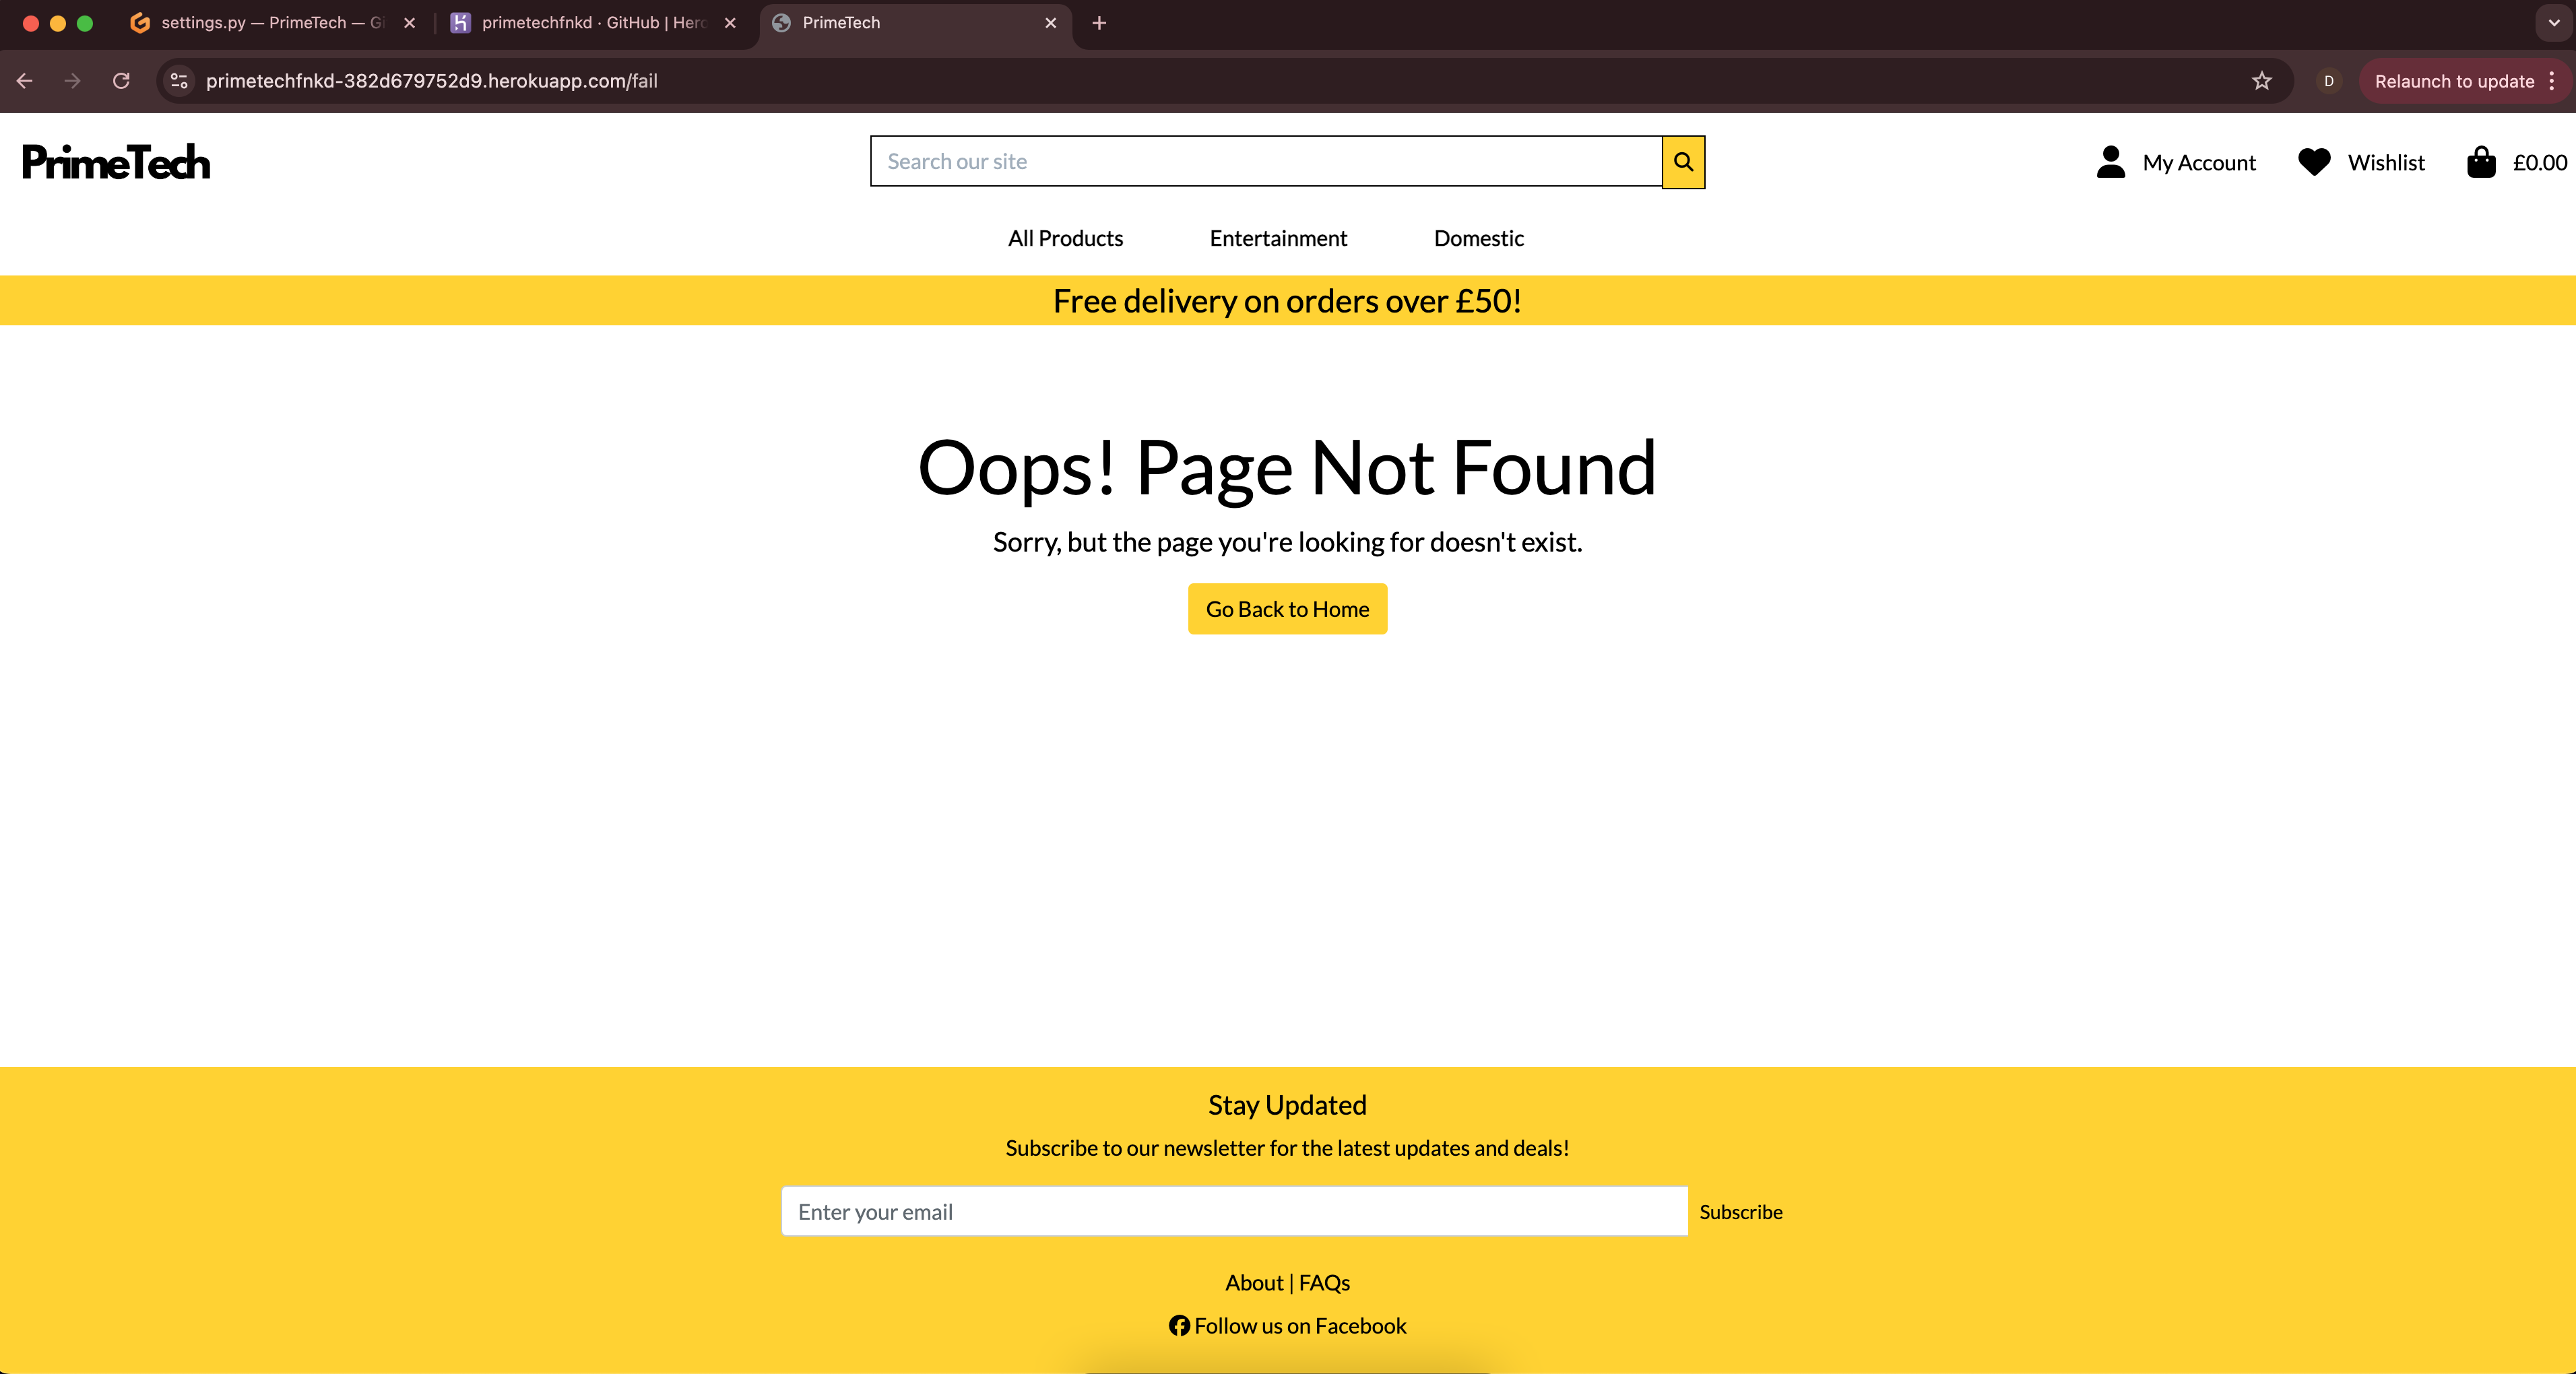 settings.py — PrimeTech — Gi
primetechfnkd · GitHub | Hero
PrimeTech
primetechfnkd-382d679752d9.herokuapp.com/fail
D
Relaunch to update
PrimeTech
Search our site
My Account
Wishlist
£0.00
All Products
Entertainment
Domestic
Free delivery on orders over £50!
Oops! Page Not Found
Sorry, but the page you're looking for doesn't exist.
Go Back to Home
Stay Updated
Subscribe to our newsletter for the latest updates and deals!
Enter your email
Subscribe
About | FAQs
Follow us on Facebook